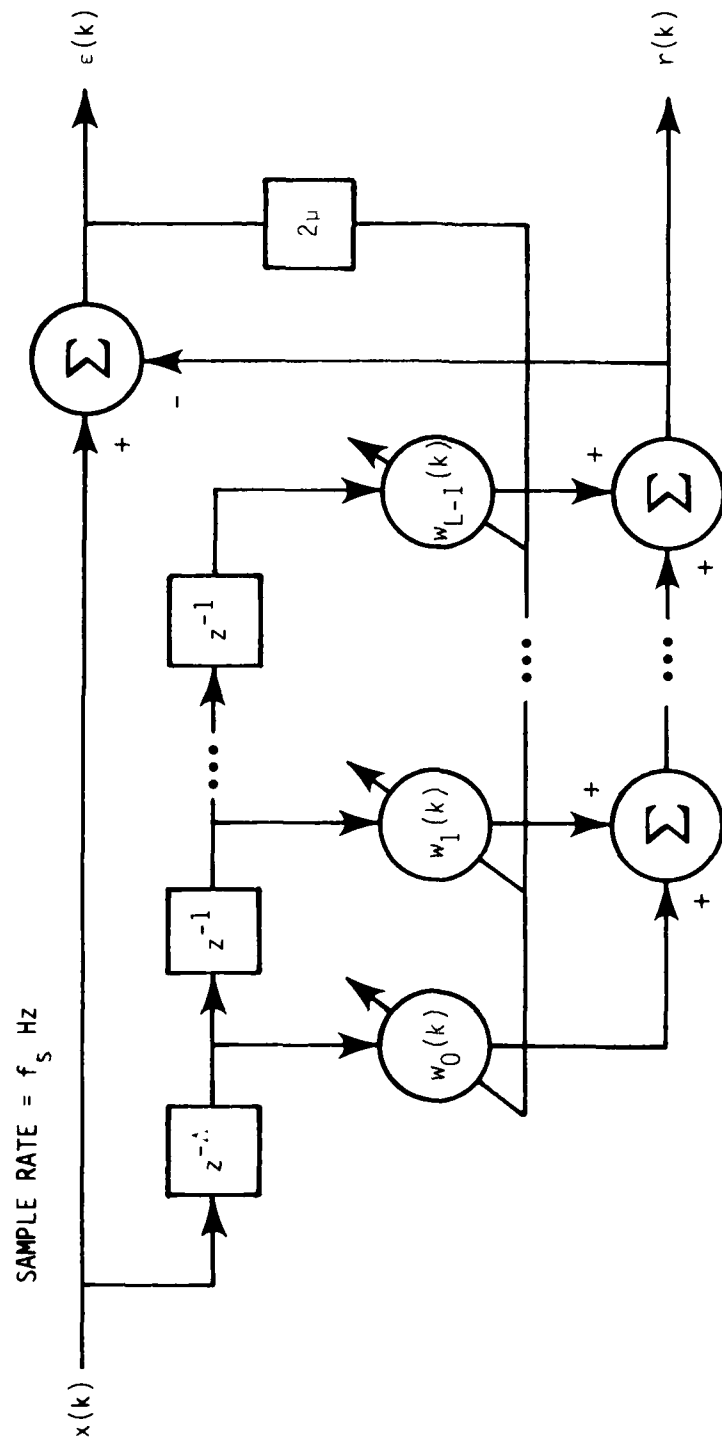 SAMPLE RATE = f_s Hz
x(k)
+
Σ
-
ε(k)
2μ
z^-Δ
z^-1
...
z^-1
w_0(k)
w_1(k)
w_L-1(k)
...
+
+
+
Σ
...
+
Σ
r(k)